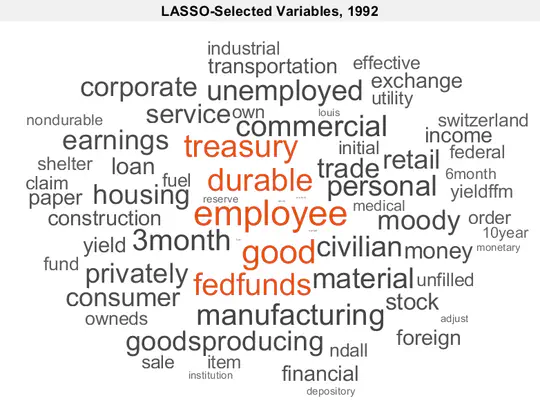 LASSO-Selected Variables, 1992
industrial
transportation effective
corporate unemployed exchange
utility
service own louis
nondurable commercial switzerland
earnings treasury initial income
shelter loan trade retail federal
claim fuel durable personal 6month
paper housing reserve medical yieldffm
construction employee moody order
yield 3month good civilian money 10year
monetary
fund privately fedfunds material unfilled
consumer stock
owneds manufacturing adjust
goodsproducing ndall foreign
sale item
institution financial
depository